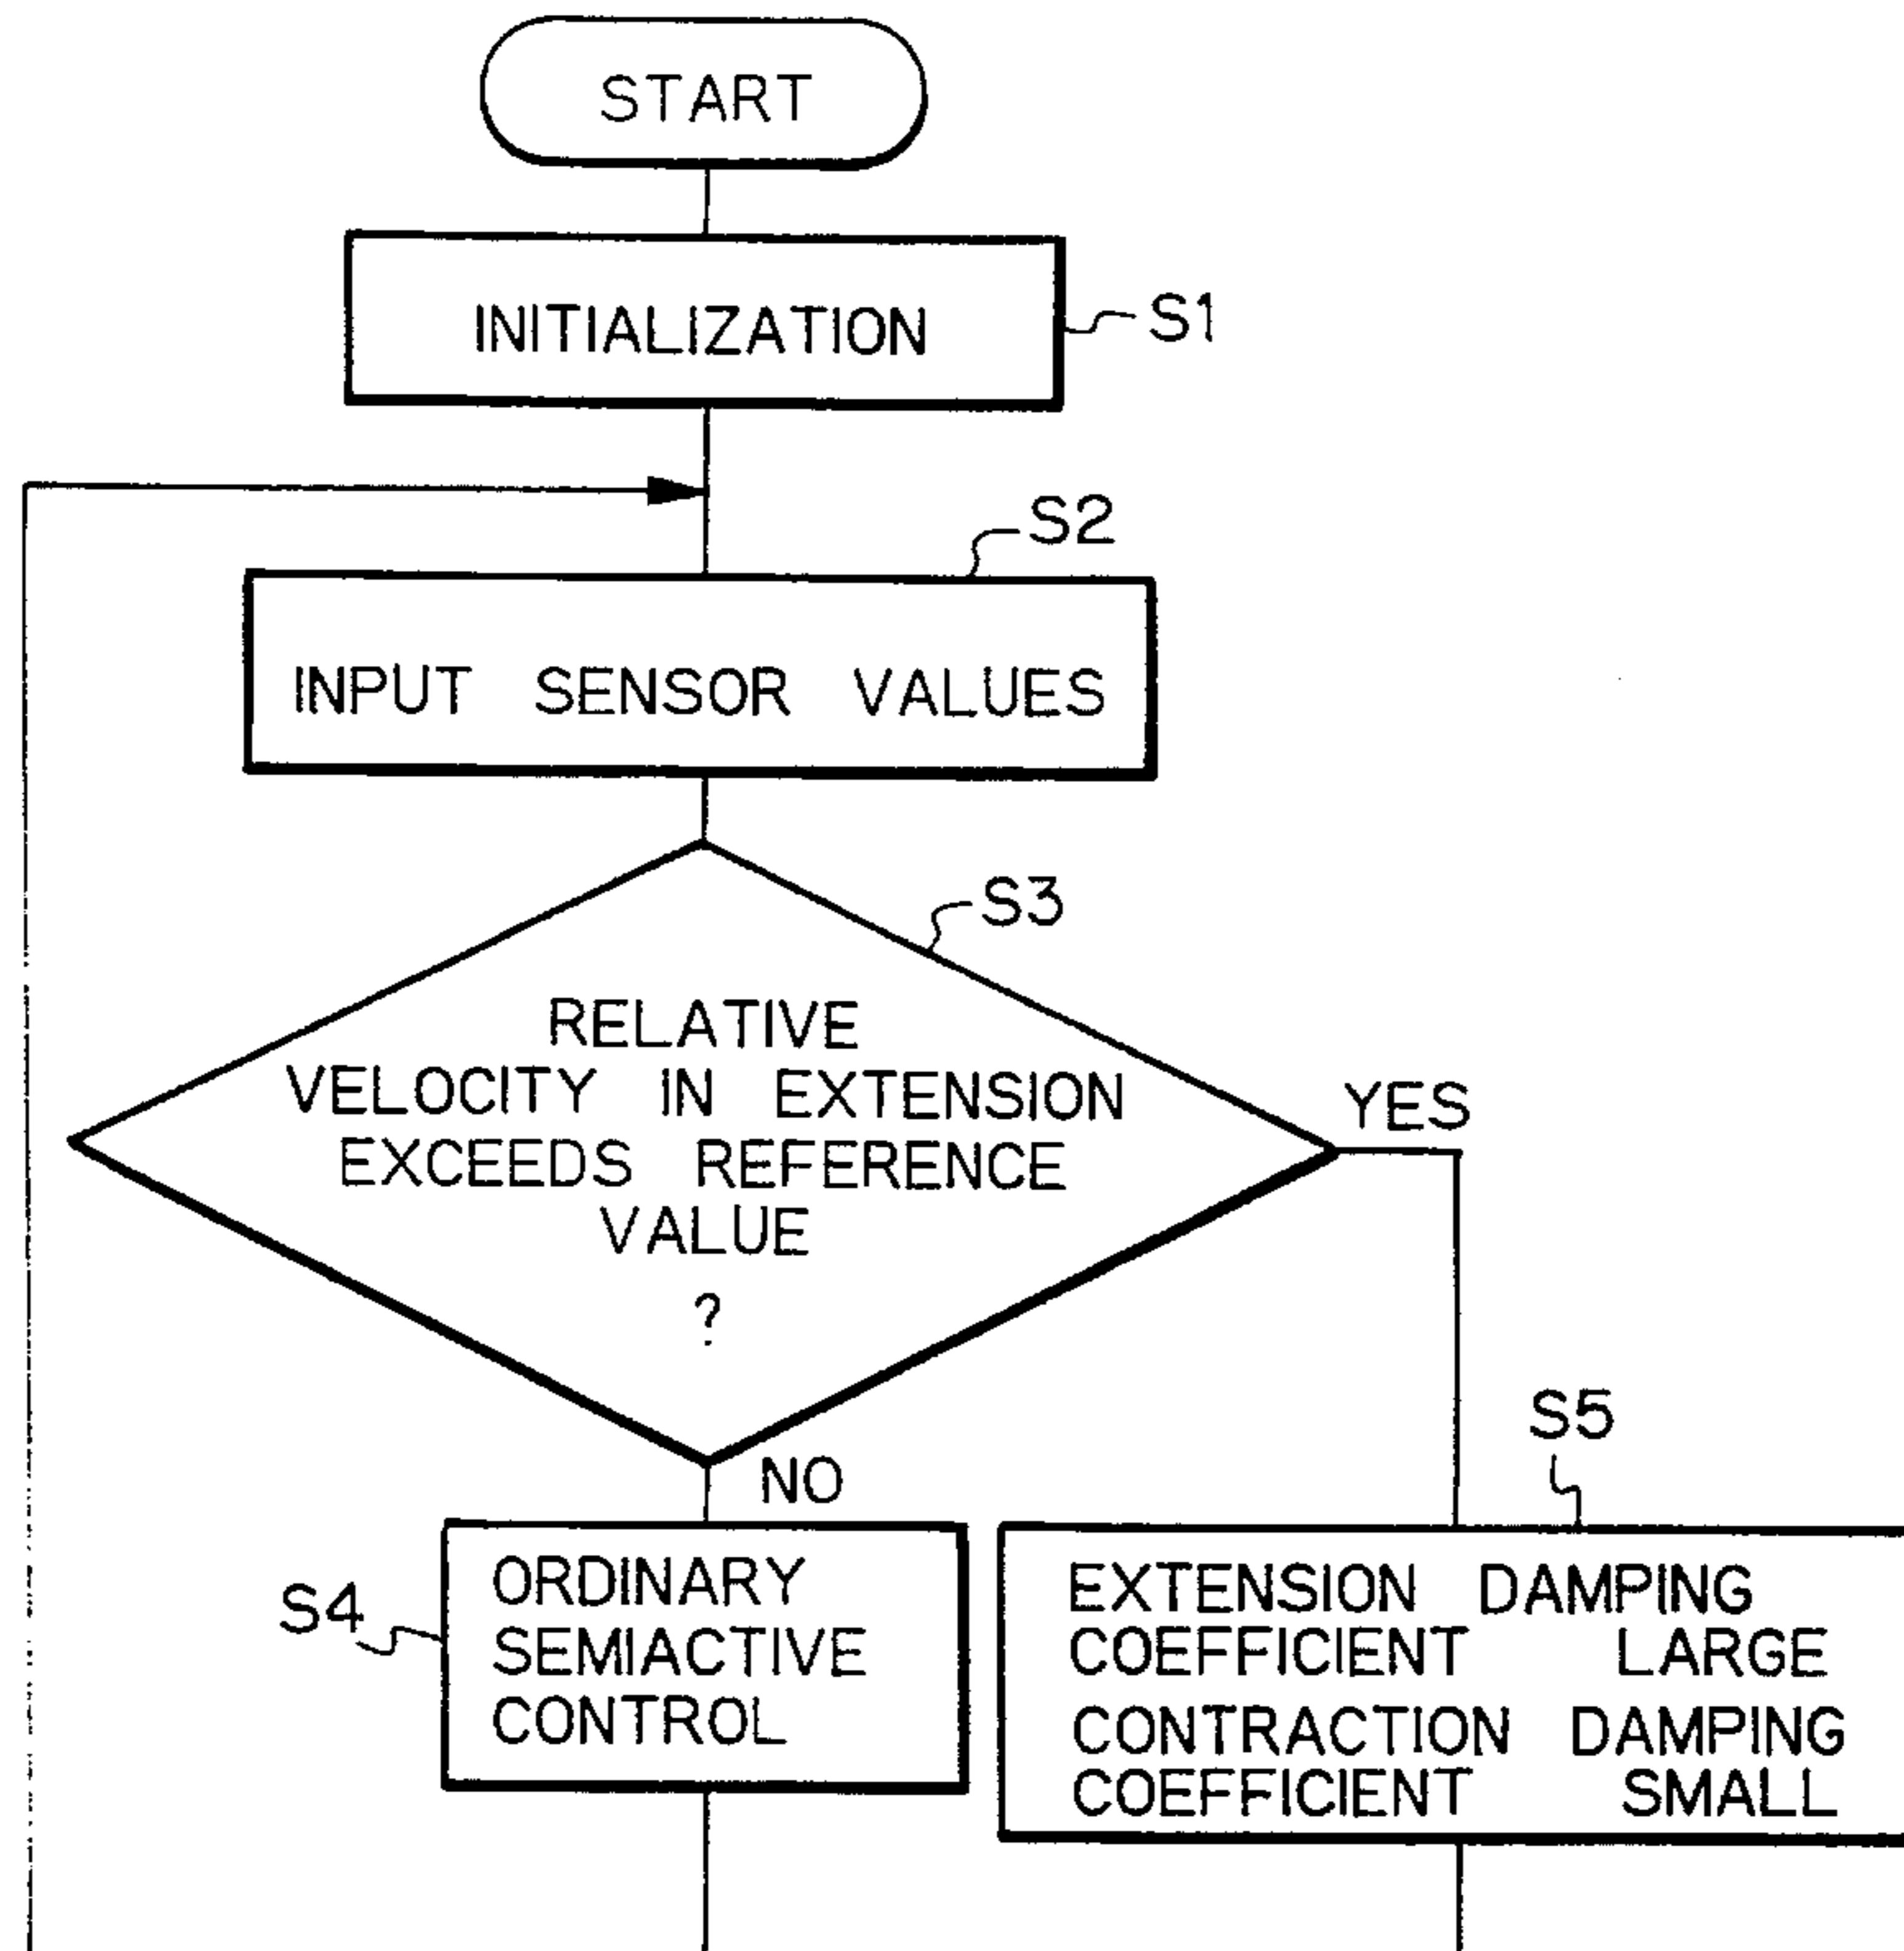 START
INITIALIZATION
S1
S2
INPUT SENSOR VALUES
S3
RELATIVE
VELOCITY IN EXTENSION
EXCEEDS REFERENCE
VALUE
?
YES
NO
S4
ORDINARY
SEMIACTIVE
CONTROL
S5
EXTENSION DAMPING
COEFFICIENT LARGE
CONTRACTION DAMPING
COEFFICIENT SMALL